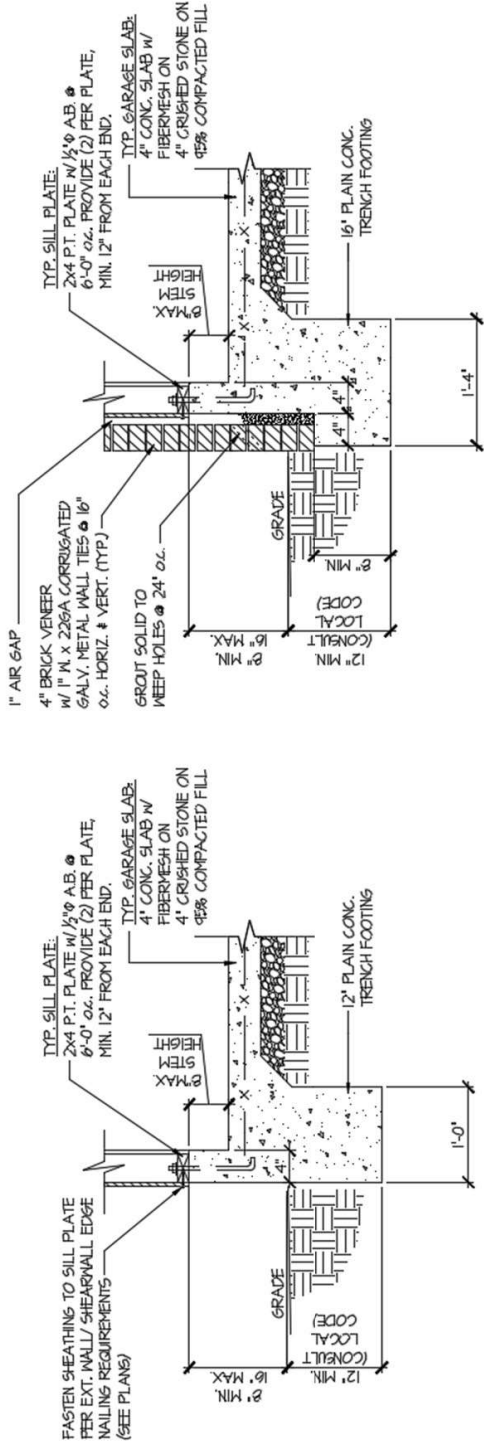 FASTEN SHEATHING TO SILL PLATE
PER EXT. WALL/ SHEARWALL EDGE
NAILING REQUIREMENTS
(SEE PLANS)
TYP. SILL PLATE:
2x4 P.T. PLATE W/ ½"Φ A.B. @
6'-0" o.c. PROVIDE (2) PER PLATE,
MIN. 12" FROM EACH END.
8" MAX.
STEM
HEIGHT
TYP. GARAGE SLAB:
4" CONC. SLAB W/
FIBERMESH ON
4" CRUSHED STONE ON
95% COMPACTED FILL
8" MIN.
16" MAX.
GRADE
4"
12" MIN.
(CONSULT
LOCAL
CODE)
12" PLAIN CONC.
TRENCH FOOTING
1'-0"
1" AIR GAP
4" BRICK VENEER
W/ 1" W. x 22GA CORRUGATED
GALV. METAL WALL TIES @ 16"
o.c. HORIZ. & VERT. (TYP.)
GROUT SOLID TO
WEEP HOLES @ 24" o.c.
TYP. SILL PLATE:
2x4 P.T. PLATE W/ ½"Φ A.B. @
6'-0" o.c. PROVIDE (2) PER PLATE,
MIN. 12" FROM EACH END.
8" MAX.
STEM
HEIGHT
TYP. GARAGE SLAB:
4" CONC. SLAB W/
FIBERMESH ON
4" CRUSHED STONE ON
95% COMPACTED FILL
8" MIN.
16" MAX.
GRADE
4"
4"
12" MIN.
(CONSULT
LOCAL
CODE)
8" MIN.
16" PLAIN CONC.
TRENCH FOOTING
1'-4"